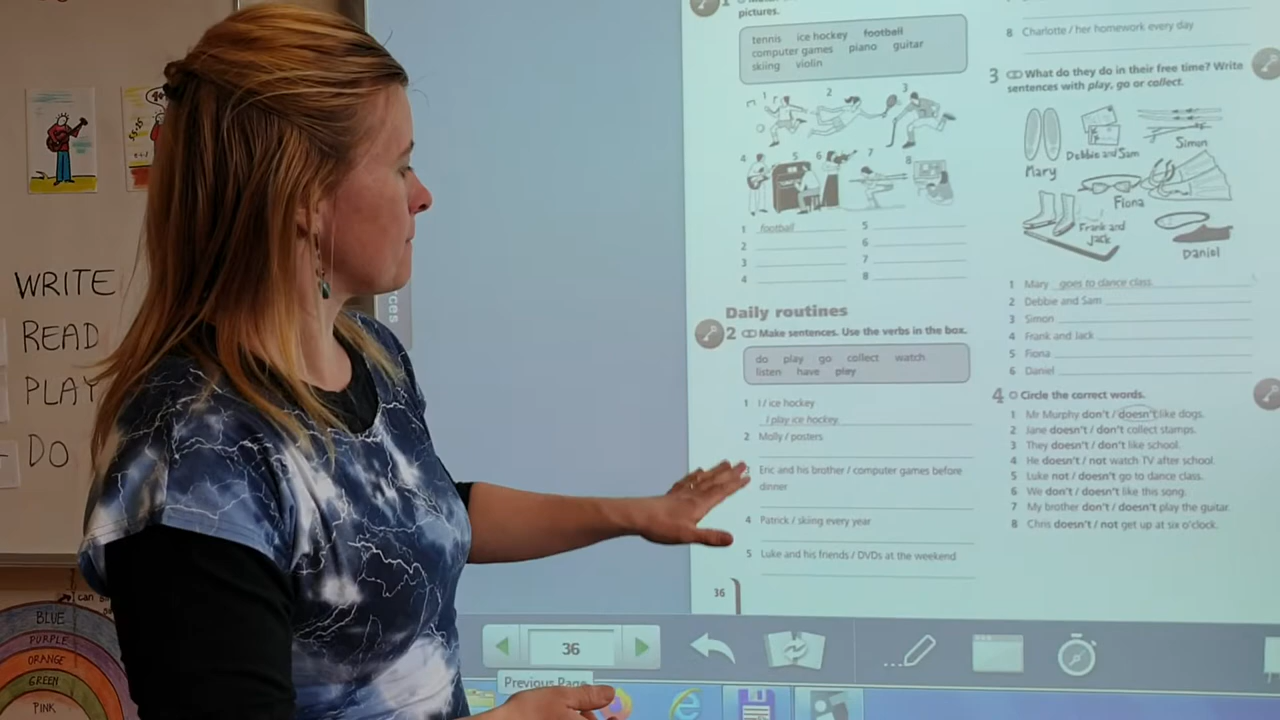 WRITE
READ
PLAY
DO
can
BLUE
PURPLE
ORANGE
GREEN
PINK
pictures.
tennis ice hockey football
computer games piano guitar
skiing violin
1 2 3
4 5 6 7 8
1 football 5
2 6
3 7
4 8
Daily routines
2 Make sentences. Use the verbs in the box.
do play go collect watch
listen have play
1 I / ice hockey
I play ice hockey.
2 Molly / posters
3 Eric and his brother / computer games before
dinner
4 Patrick / skiing every year
5 Luke and his friends / DVDs at the weekend
36
8 Charlotte / her homework every day
3 What do they do in their free time? Write
sentences with play, go or collect.
Mary
Debbie and Sam
Simon
Fiona
Frank and
Jack
Daniel
1 Mary goes to dance class.
2 Debbie and Sam
3 Simon
4 Frank and Jack
5 Fiona
6 Daniel
4 Circle the correct words.
1 Mr Murphy don't / doesn't like dogs.
2 Jane doesn't / don't collect stamps.
3 They doesn't / don't like school.
4 He doesn't / not watch TV after school.
5 Luke not / doesn't go to dance class.
6 We don't / doesn't like this song.
7 My brother don't / doesn't play the guitar.
8 Chris doesn't / not get up at six o'clock.
36
Previous Page